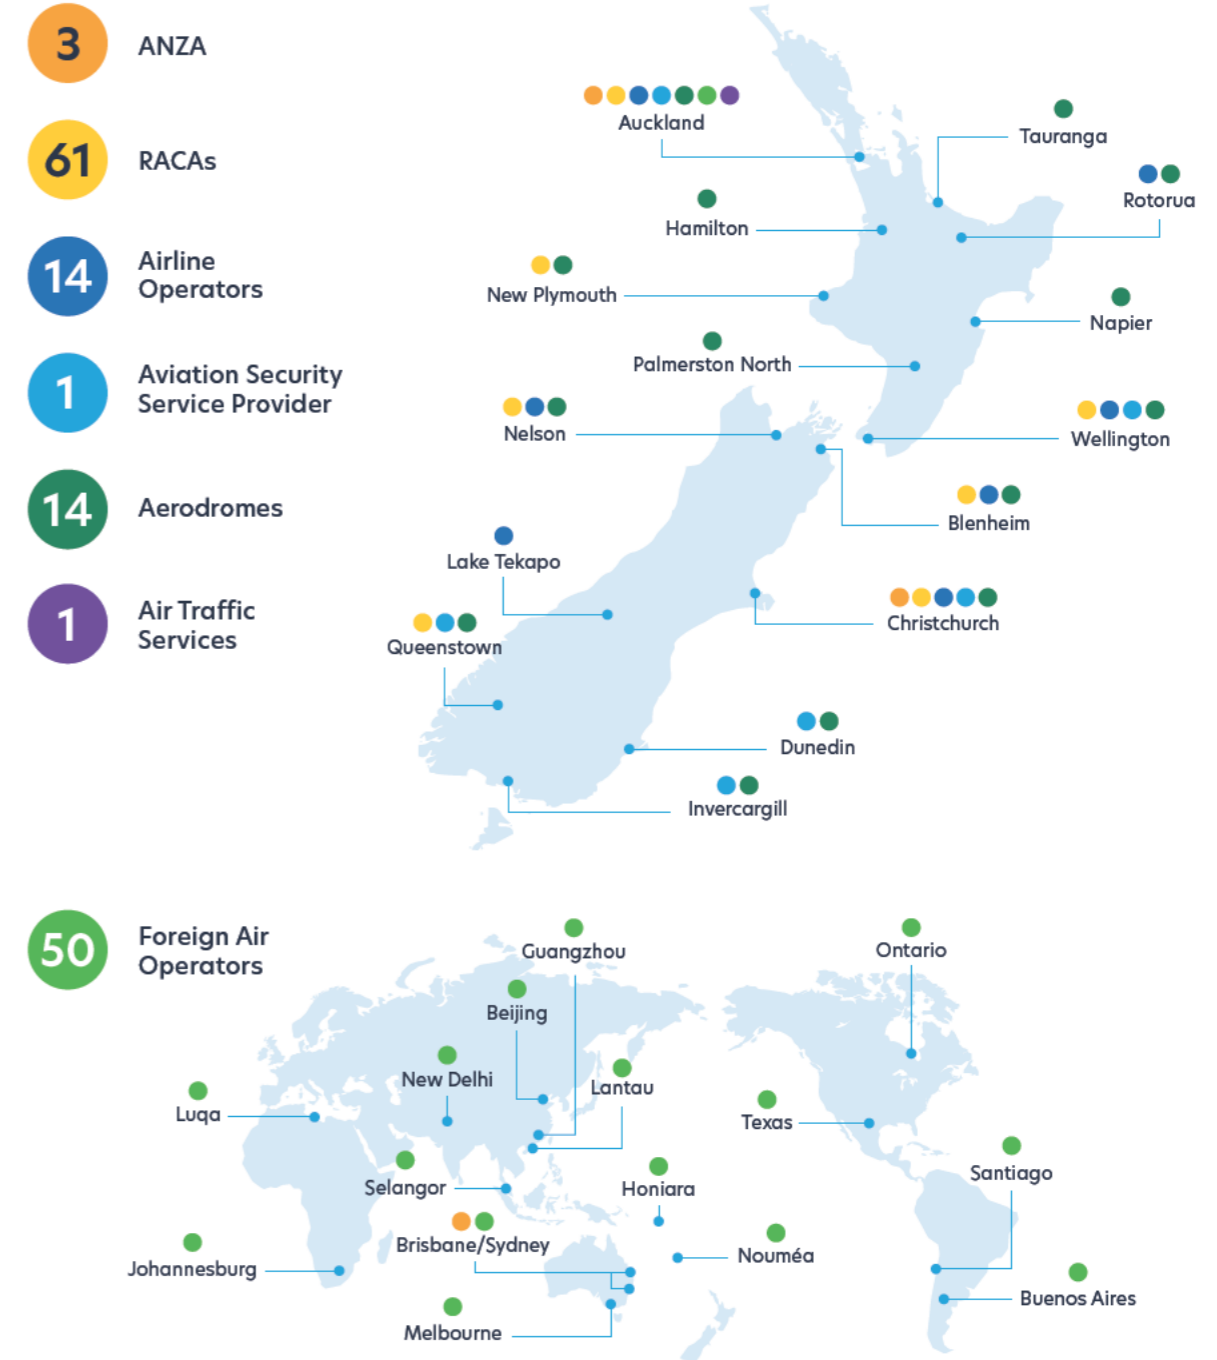 3
ANZA
61
RACAs
14
Airline
Operators
1
Aviation Security
Service Provider
14
Aerodromes
1
Air Traffic
Services
Auckland
Tauranga
Rotorua
Hamilton
New Plymouth
Napier
Palmerston North
Nelson
Wellington
Blenheim
Lake Tekapo
Christchurch
Queenstown
Dunedin
Invercargill
50
Foreign Air
Operators
Guangzhou
Ontario
Beijing
New Delhi
Lantau
Luqa
Texas
Santiago
Selangor
Honiara
Brisbane/Sydney
Nouméa
Johannesburg
Buenos Aires
Melbourne